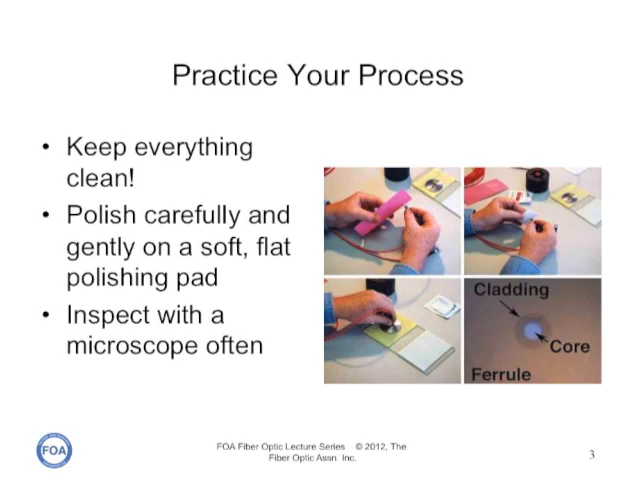 Practice Your Process
• Keep everything
clean!
• Polish carefully and
gently on a soft, flat
polishing pad
• Inspect with a
microscope often
Cladding
Core
Ferrule
FOA
FOA Fiber Optic Lecture Series © 2012, The
Fiber Optic Assn. Inc.
3